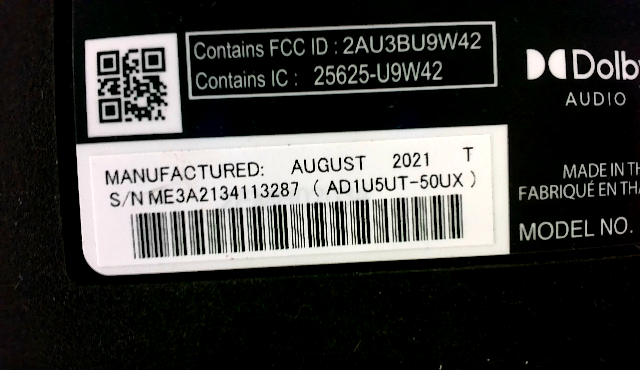 Contains FCC ID : 2AU3BU9W42
Contains IC : 25625-U9W42
Dolby
AUDIO
MANUFACTURED: AUGUST 2021 T
S/N ME3A2134113287 ( AD1U5UT-50UX )
MADE IN TH
FABRIQUÉ EN THA
MODEL NO.